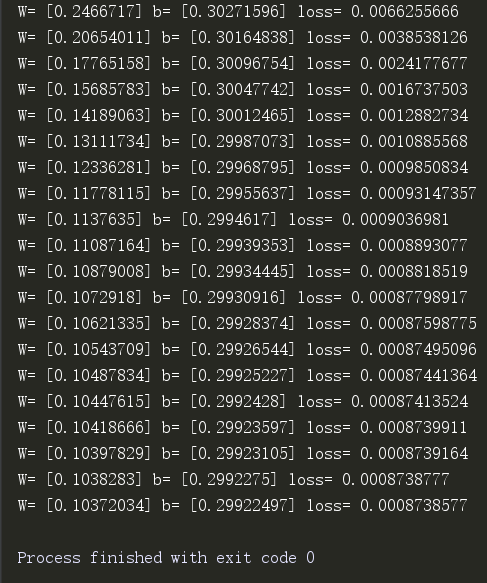 W= [0.2466717] b= [0.30271596] loss= 0.0066255666
W= [0.20654011] b= [0.30164838] loss= 0.0038538126
W= [0.17765158] b= [0.30096754] loss= 0.0024177677
W= [0.15685783] b= [0.30047742] loss= 0.0016737503
W= [0.14189063] b= [0.30012465] loss= 0.0012882734
W= [0.13111734] b= [0.29987073] loss= 0.0010885568
W= [0.12336281] b= [0.29968795] loss= 0.0009850834
W= [0.11778115] b= [0.29955637] loss= 0.00093147357
W= [0.1137635] b= [0.2994617] loss= 0.0009036981
W= [0.11087164] b= [0.29939353] loss= 0.0008893077
W= [0.10879008] b= [0.29934445] loss= 0.0008818519
W= [0.1072918] b= [0.29930916] loss= 0.00087798917
W= [0.10621335] b= [0.29928374] loss= 0.00087598775
W= [0.10543709] b= [0.29926544] loss= 0.00087495096
W= [0.10487834] b= [0.29925227] loss= 0.00087441364
W= [0.10447615] b= [0.2992428] loss= 0.00087413524
W= [0.10418666] b= [0.29923597] loss= 0.0008739911
W= [0.10397829] b= [0.29923105] loss= 0.0008739164
W= [0.1038283] b= [0.2992275] loss= 0.0008738777
W= [0.10372034] b= [0.29922497] loss= 0.0008738577
Process finished with exit code 0